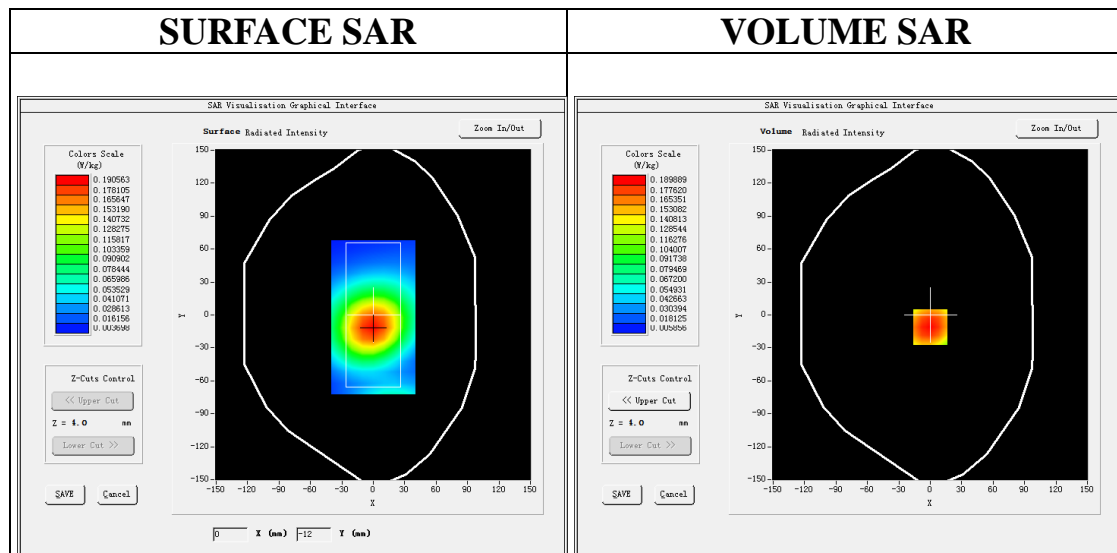 SURFACE SAR
VOLUME SAR
SAR Visualisation Graphical Interface
Surface Radiated Intensity
Zoom In/Out
Colors Scale
(W/kg)
0.190563
0.178105
0.165647
0.153190
0.140732
0.128275
0.115817
0.103359
0.090902
0.078444
0.065986
0.053529
0.041071
0.028613
0.016156
0.003698
Z-Cuts Control
<< Upper Cut
Z = 4.0 mm
Lower Cut >>
SAVE Cancel
150
120
90
60
30
0
-30
-60
-90
-120
-150
Y
-150 -120 -90 -60 -30 0 30 60 90 120 150
X
0 X (mm) -12 Y (mm)
SAR Visualisation Graphical Interface
Volume Radiated Intensity
Zoom In/Out
Colors Scale
(W/kg)
0.189889
0.177620
0.165351
0.153082
0.140813
0.128544
0.116276
0.104007
0.091738
0.079469
0.067200
0.054931
0.042663
0.030394
0.018125
0.005856
Z-Cuts Control
<< Upper Cut
Z = 4.0 mm
Lower Cut >>
SAVE Cancel
150
120
90
60
30
0
-30
-60
-90
-120
-150
Y
-150 -120 -90 -60 -30 0 30 60 90 120 150
X